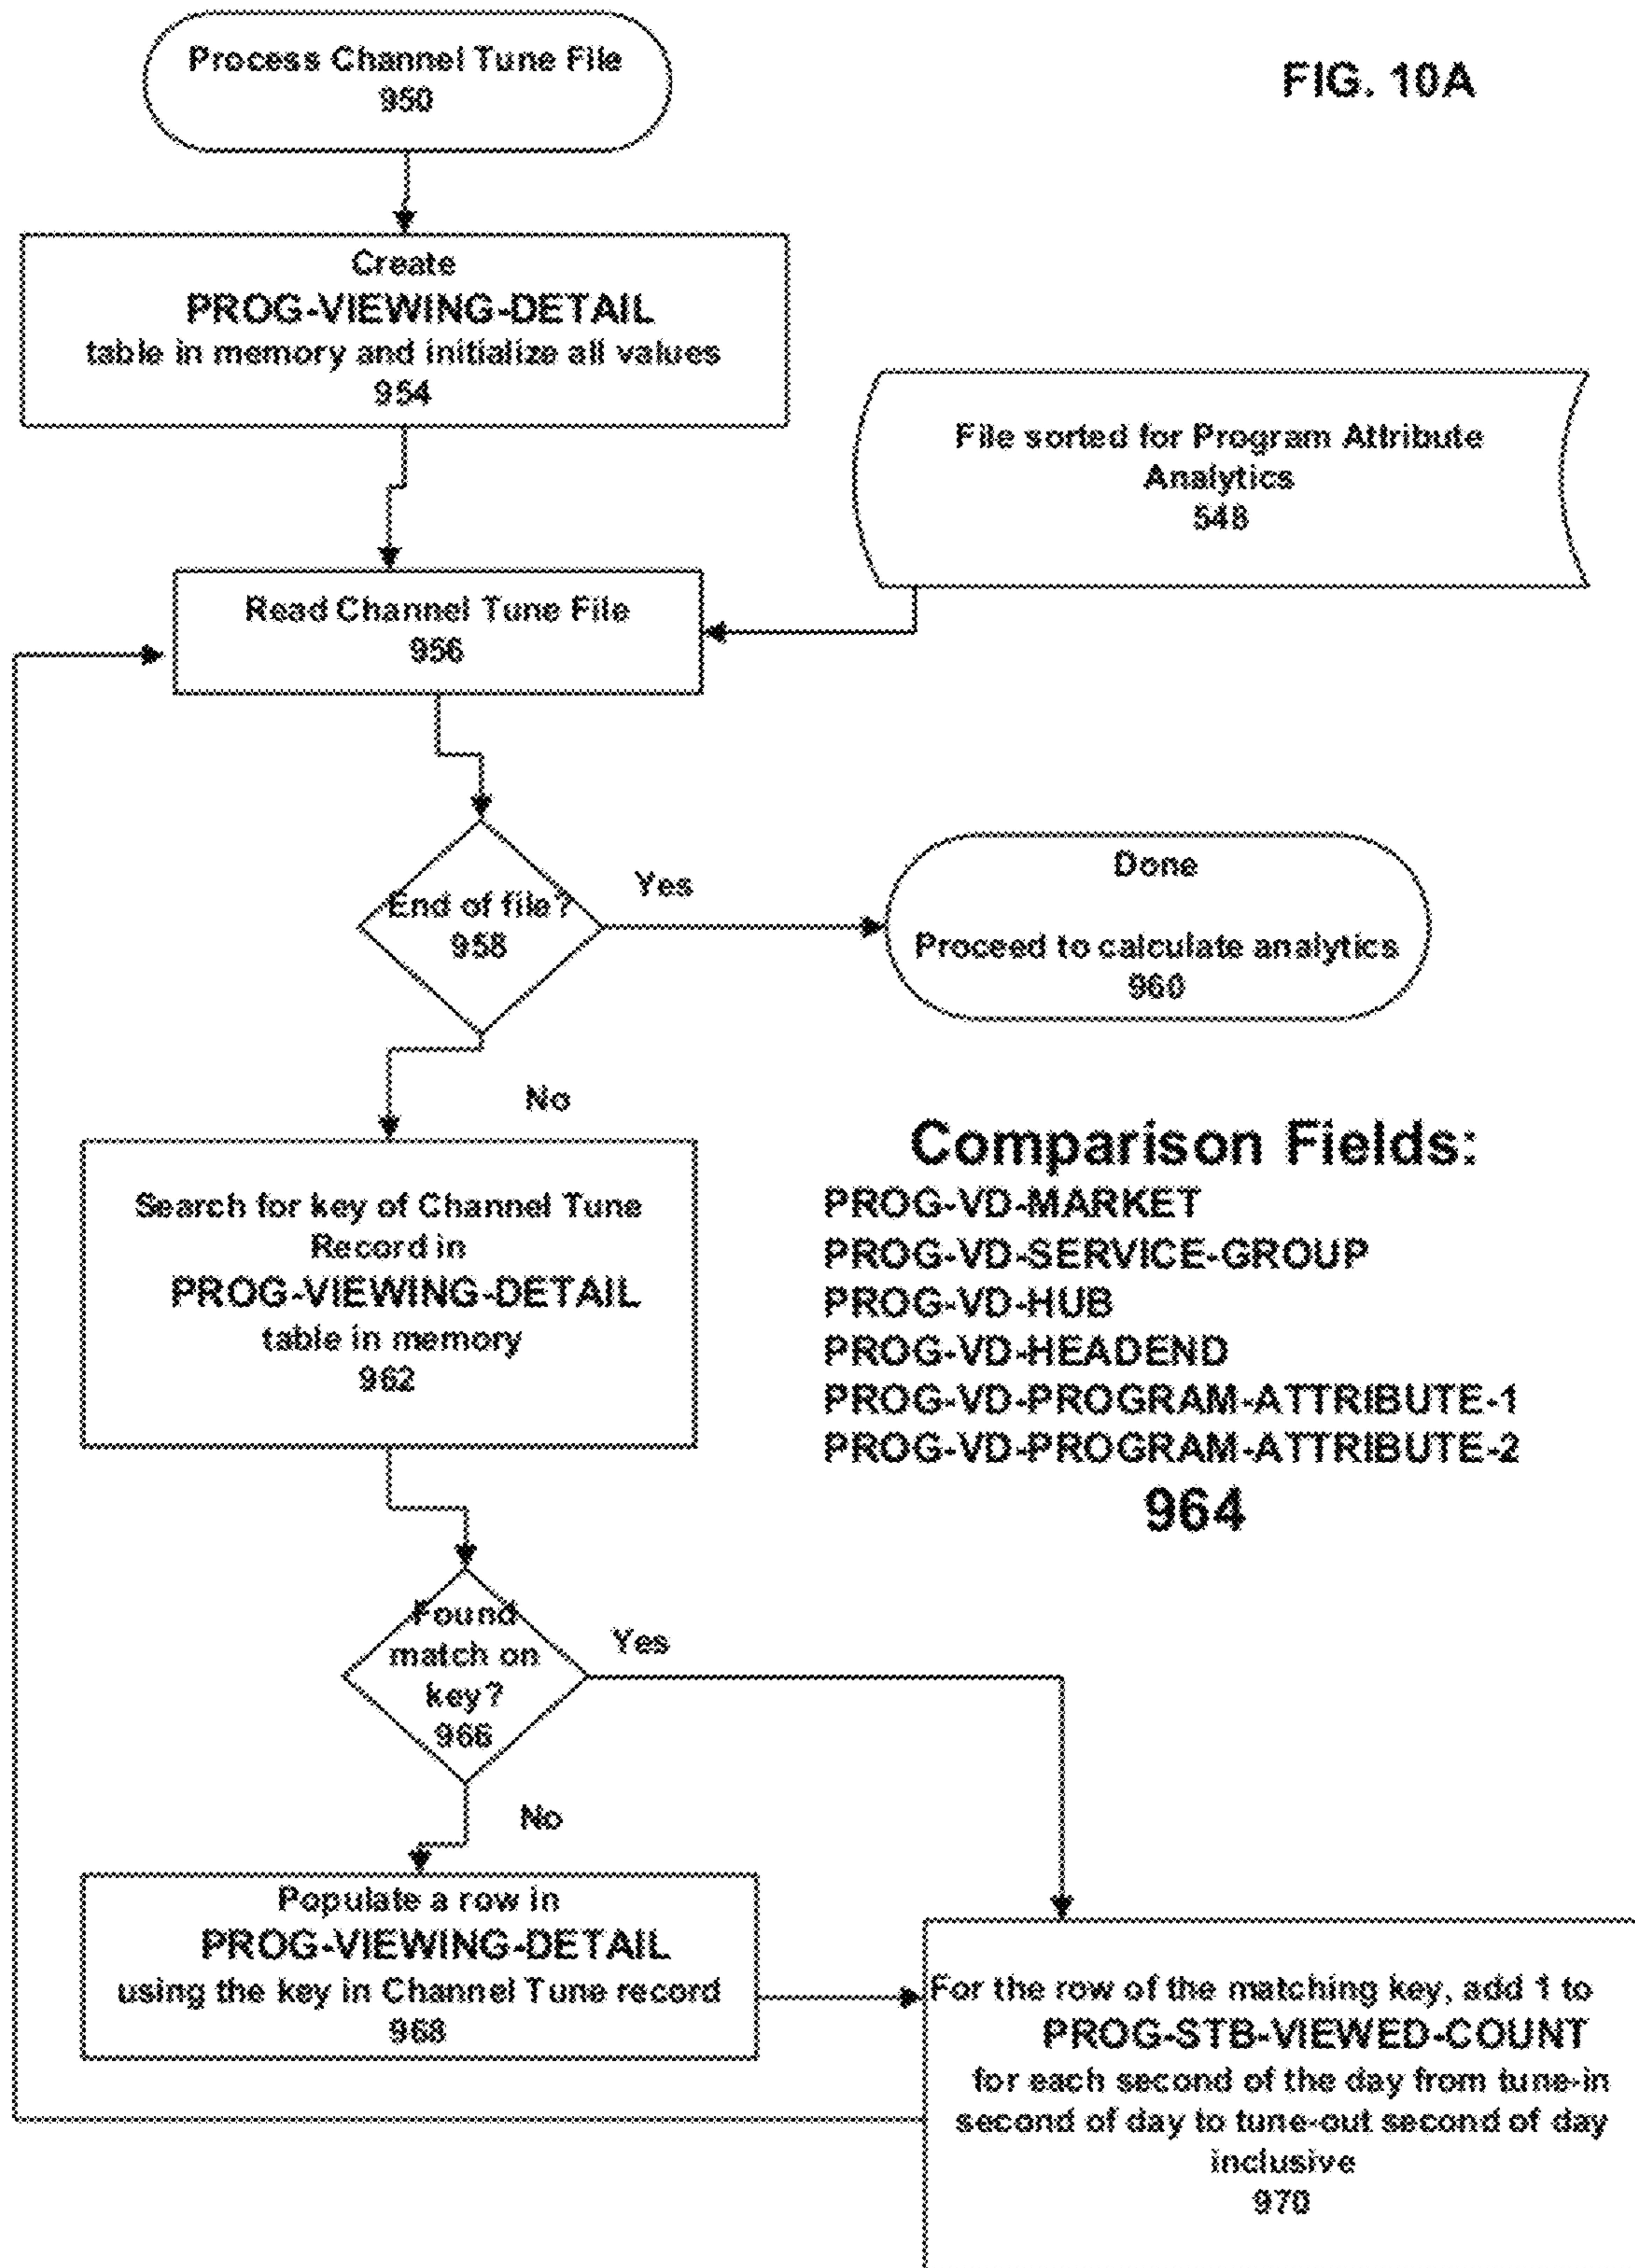 Process Channel Tune File
950
FIG. 10A
Create
PROG-VIEWING-DETAIL
table in memory and initialize all values
954
File sorted for Program Attribute
Analytics
548
Read Channel Tune File
956
End of file?
958
Yes
Done
Proceed to calculate analytics
960
No
Search for key of Channel Tune
Record in
PROG-VIEWING-DETAIL
table in memory
962
Comparison Fields:
PROG-VD-MARKET
PROG-VD-SERVICE-GROUP
PROG-VD-HUB
PROG-VD-HEADEND
PROG-VD-PROGRAM-ATTRIBUTE-1
PROG-VD-PROGRAM-ATTRIBUTE-2
964
Found
match on
key?
966
Yes
No
Populate a row in
PROG-VIEWING-DETAIL
using the key in Channel Tune record
968
For the row of the matching key, add 1 to
PROG-STB-VIEWED-COUNT
for each second of the day from tune-in
second of day to tune-out second of day
inclusive
970